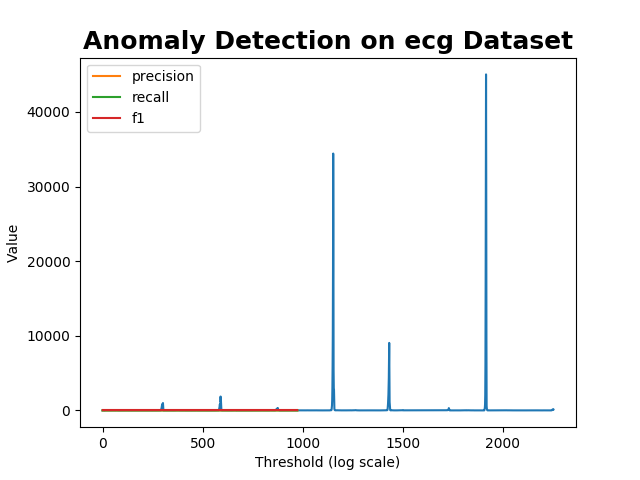 Anomaly Detection on ecg Dataset
precision
recall
f1
40000
30000
20000
10000
0
Value
0 500 1000 1500 2000
Threshold (log scale)